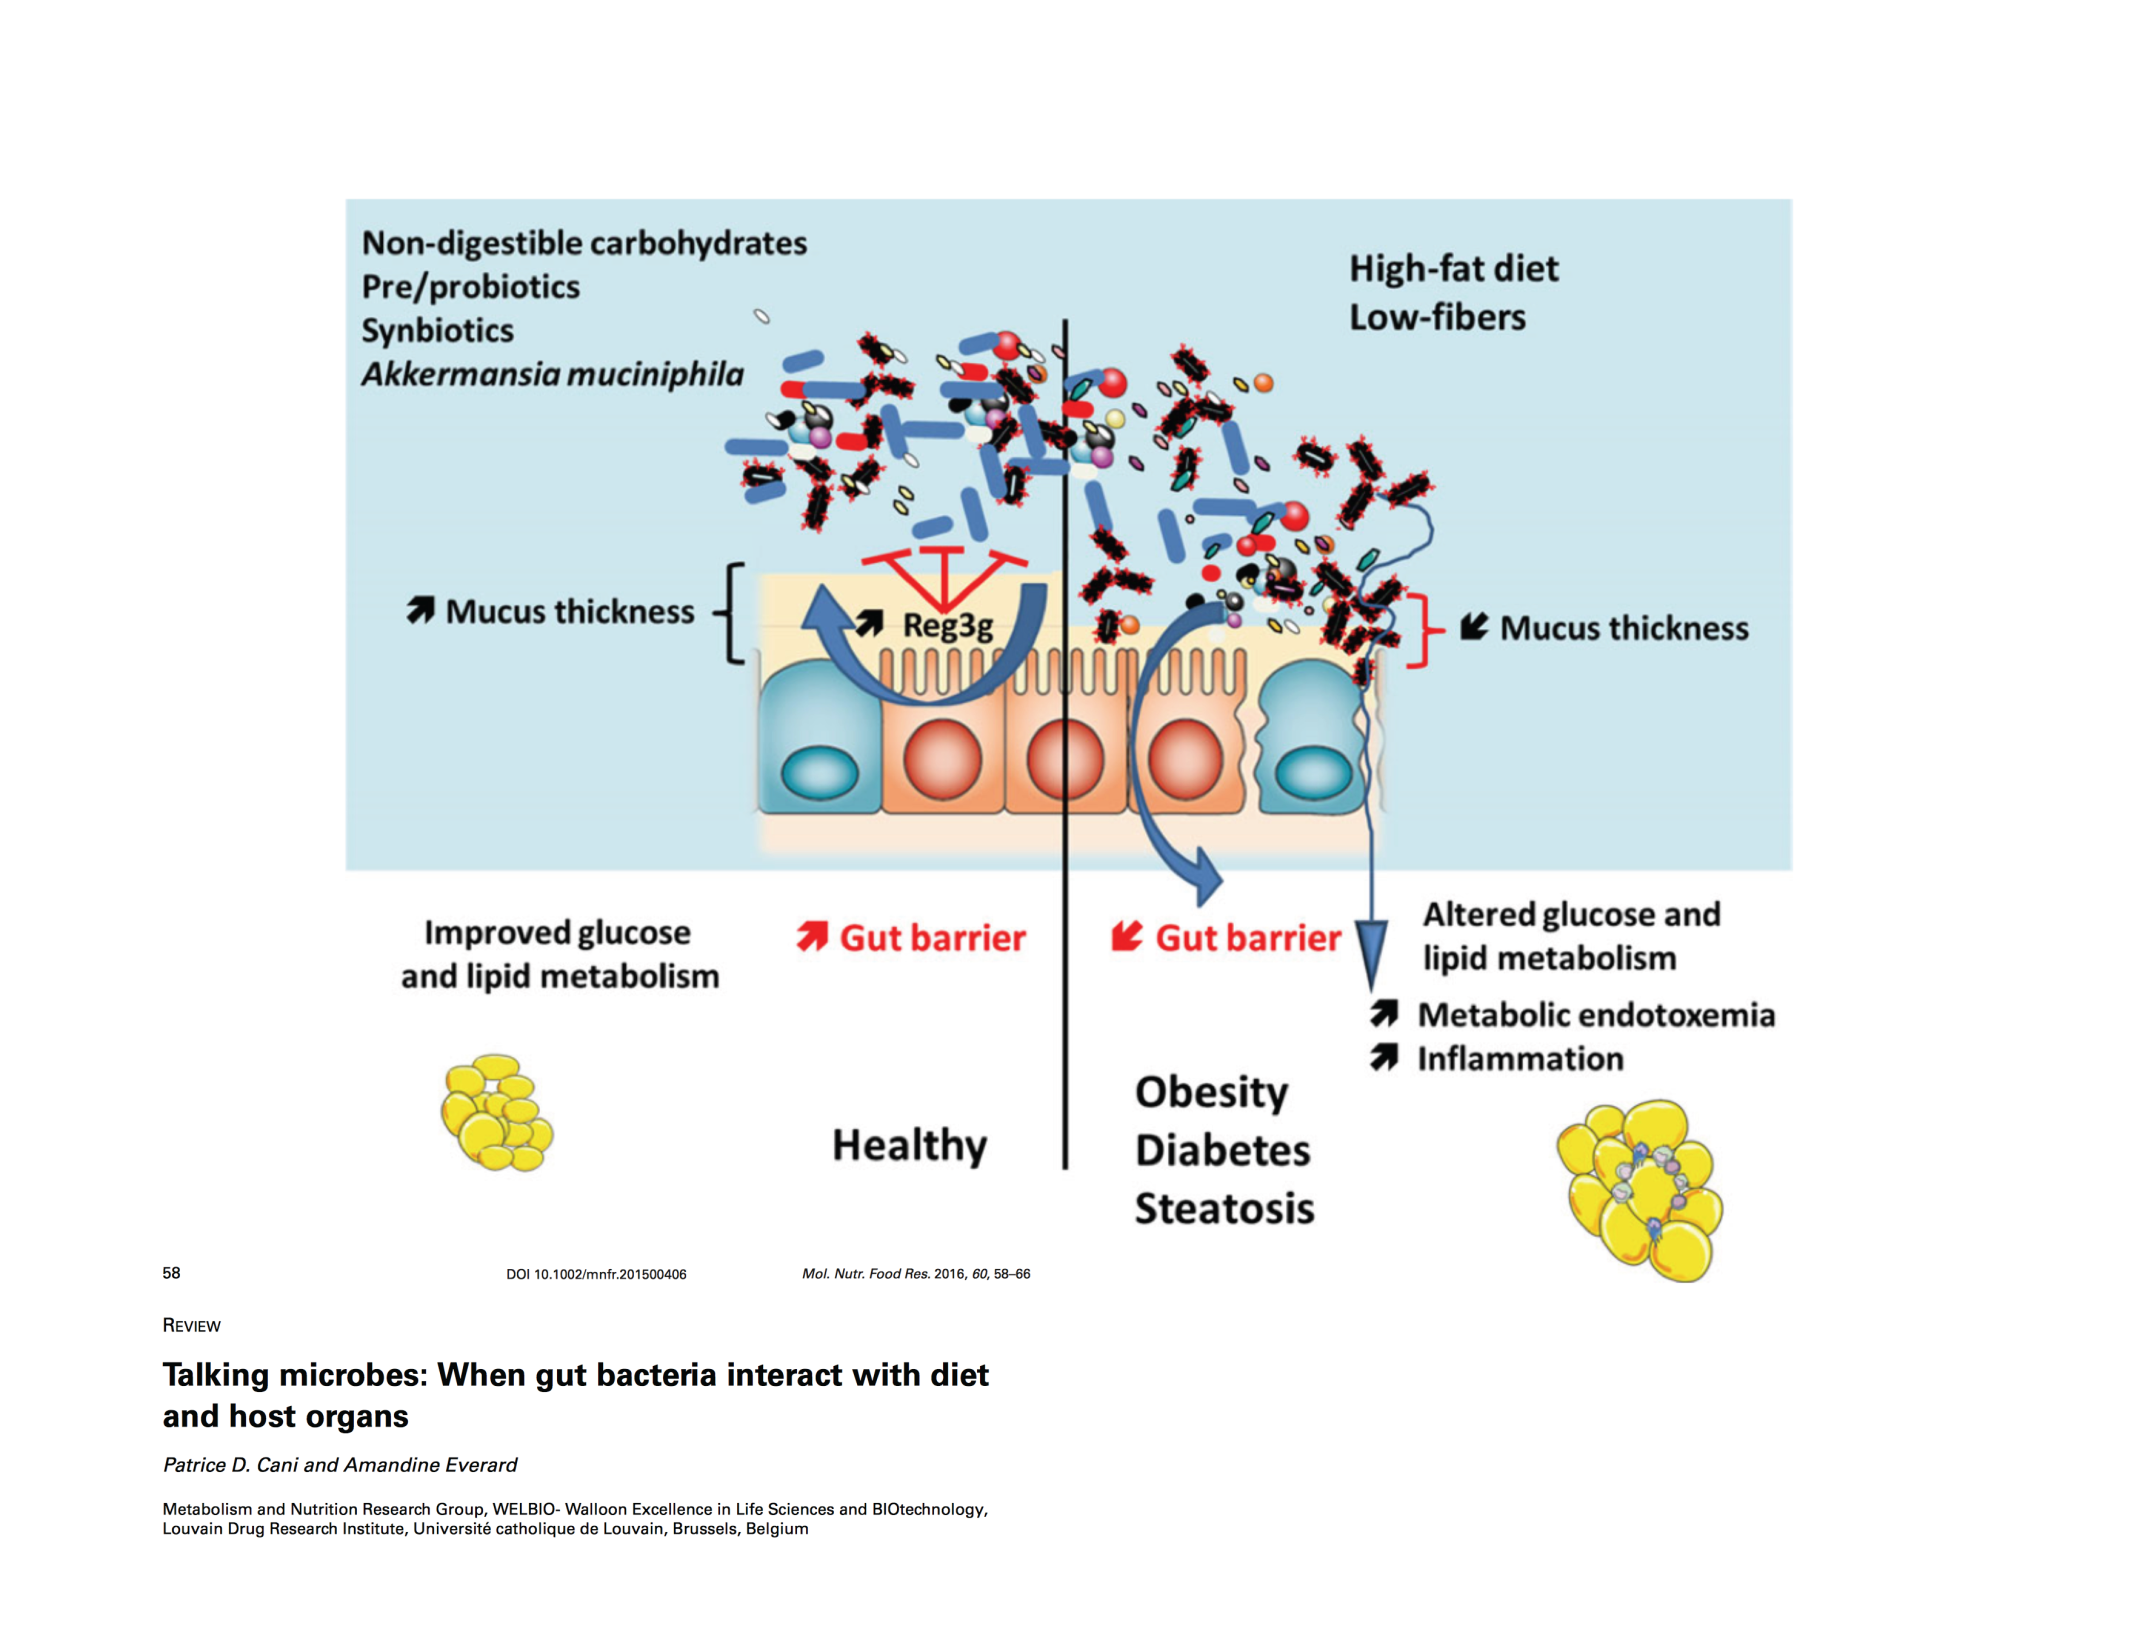 Non-digestible carbohydrates
Pre/probiotics
Synbiotics
Akkermansia muciniphila
High-fat diet
Low-fibers
Mucus thickness
Reg3g
Mucus thickness
Improved glucose
and lipid metabolism
Gut barrier
Gut barrier
Altered glucose and
lipid metabolism
Metabolic endotoxemia
Inflammation
Healthy
Obesity
Diabetes
Steatosis
58
DOI 10.1002/mnfr.201500406
Mol. Nutr. Food Res. 2016, 60, 58–66
REVIEW
Talking microbes: When gut bacteria interact with diet
and host organs
Patrice D. Cani and Amandine Everard
Metabolism and Nutrition Research Group, WELBIO- Walloon Excellence in Life Sciences and BIOtechnology,
Louvain Drug Research Institute, Université catholique de Louvain, Brussels, Belgium